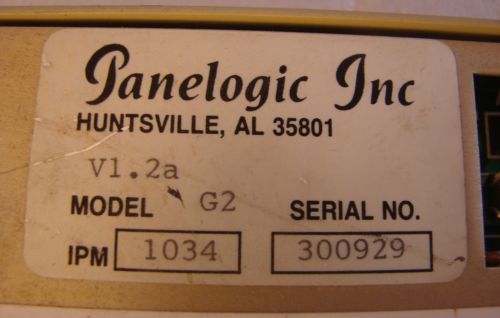 Panelogic Inc
HUNTSVILLE, AL 35801
V1.2a
MODEL G2 SERIAL NO.
IPM 1034 300929